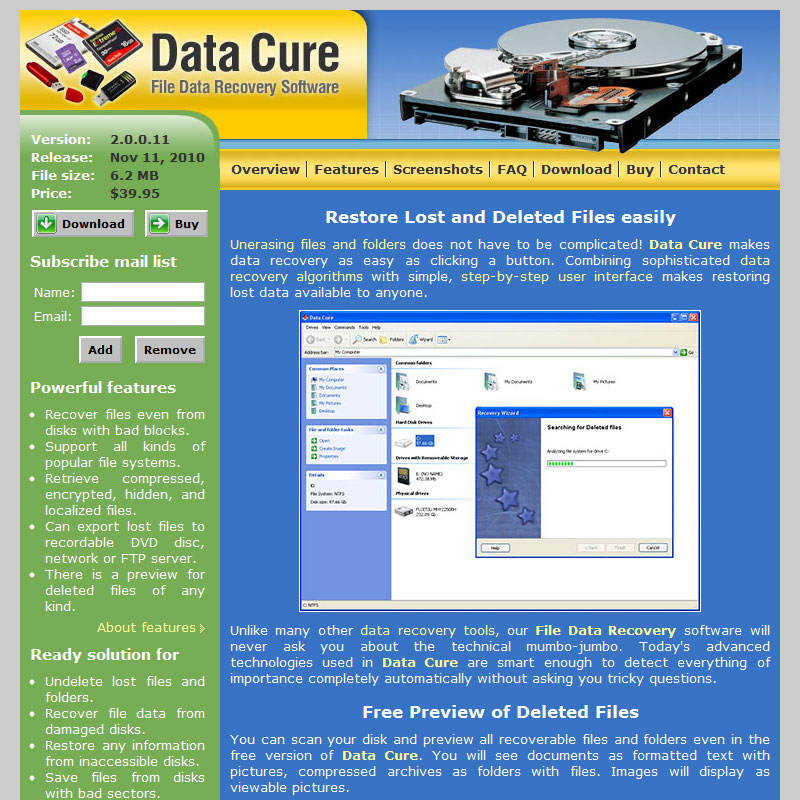 Data Cure
File Data Recovery Software
Version: 2.0.0.11
Release: Nov 11, 2010
File size: 6.2 MB
Price: $39.95
Download Buy
Subscribe mail list
Name:
Email:
Add Remove
Powerful features
Recover files even from
disks with bad blocks.
Support all kinds of
popular file systems.
Retrieve compressed,
encrypted, hidden, and
localized files.
Can export lost files to
recordable DVD disc,
network or FTP server.
There is a preview for
deleted files of any
kind.
About features
Ready solution for
Undelete lost files and
folders.
Recover file data from
damaged disks.
Restore any information
from inaccessible disks.
Save files from disks
with bad sectors.
Overview Features Screenshots FAQ Download Buy Contact
Restore Lost and Deleted Files easily
Unerasing files and folders does not have to be complicated! Data Cure makes
data recovery as easy as clicking a button. Combining sophisticated data
recovery algorithms with simple, step-by-step user interface makes restoring
lost data available to anyone.
Data Cure
Drives View Commands Tools Help
Back Search Folders Wizard
Address bar: My Computer Go
Common Places
My Computer
My Documents
Documents
My Pictures
Desktop
File and folder tasks
Open
Create Image
Properties
Details
File System: NTFS
Disk size: 97.66 Gb
Common folders
Documents My Documents My Pictures
Desktop
Hard Disk Drives
C:
97.66 Gb
Drives with Removable Storage
E: (NO NAME)
472.38 Mb
Physical drives
232.89 Gb
C: NTFS
Recovery Wizard
Searching for Deleted files
Analyzing file system for drive C:
Help < Back Finish Cancel
Unlike many other data recovery tools, our File Data Recovery software will
never ask you about the technical mumbo-jumbo. Today's advanced
technologies used in Data Cure are smart enough to detect everything of
importance completely automatically without asking you tricky questions.
Free Preview of Deleted Files
You can scan your disk and preview all recoverable files and folders even in the
free version of Data Cure. You will see documents as formatted text with
pictures, compressed archives as folders with files. Images will display as
viewable pictures.